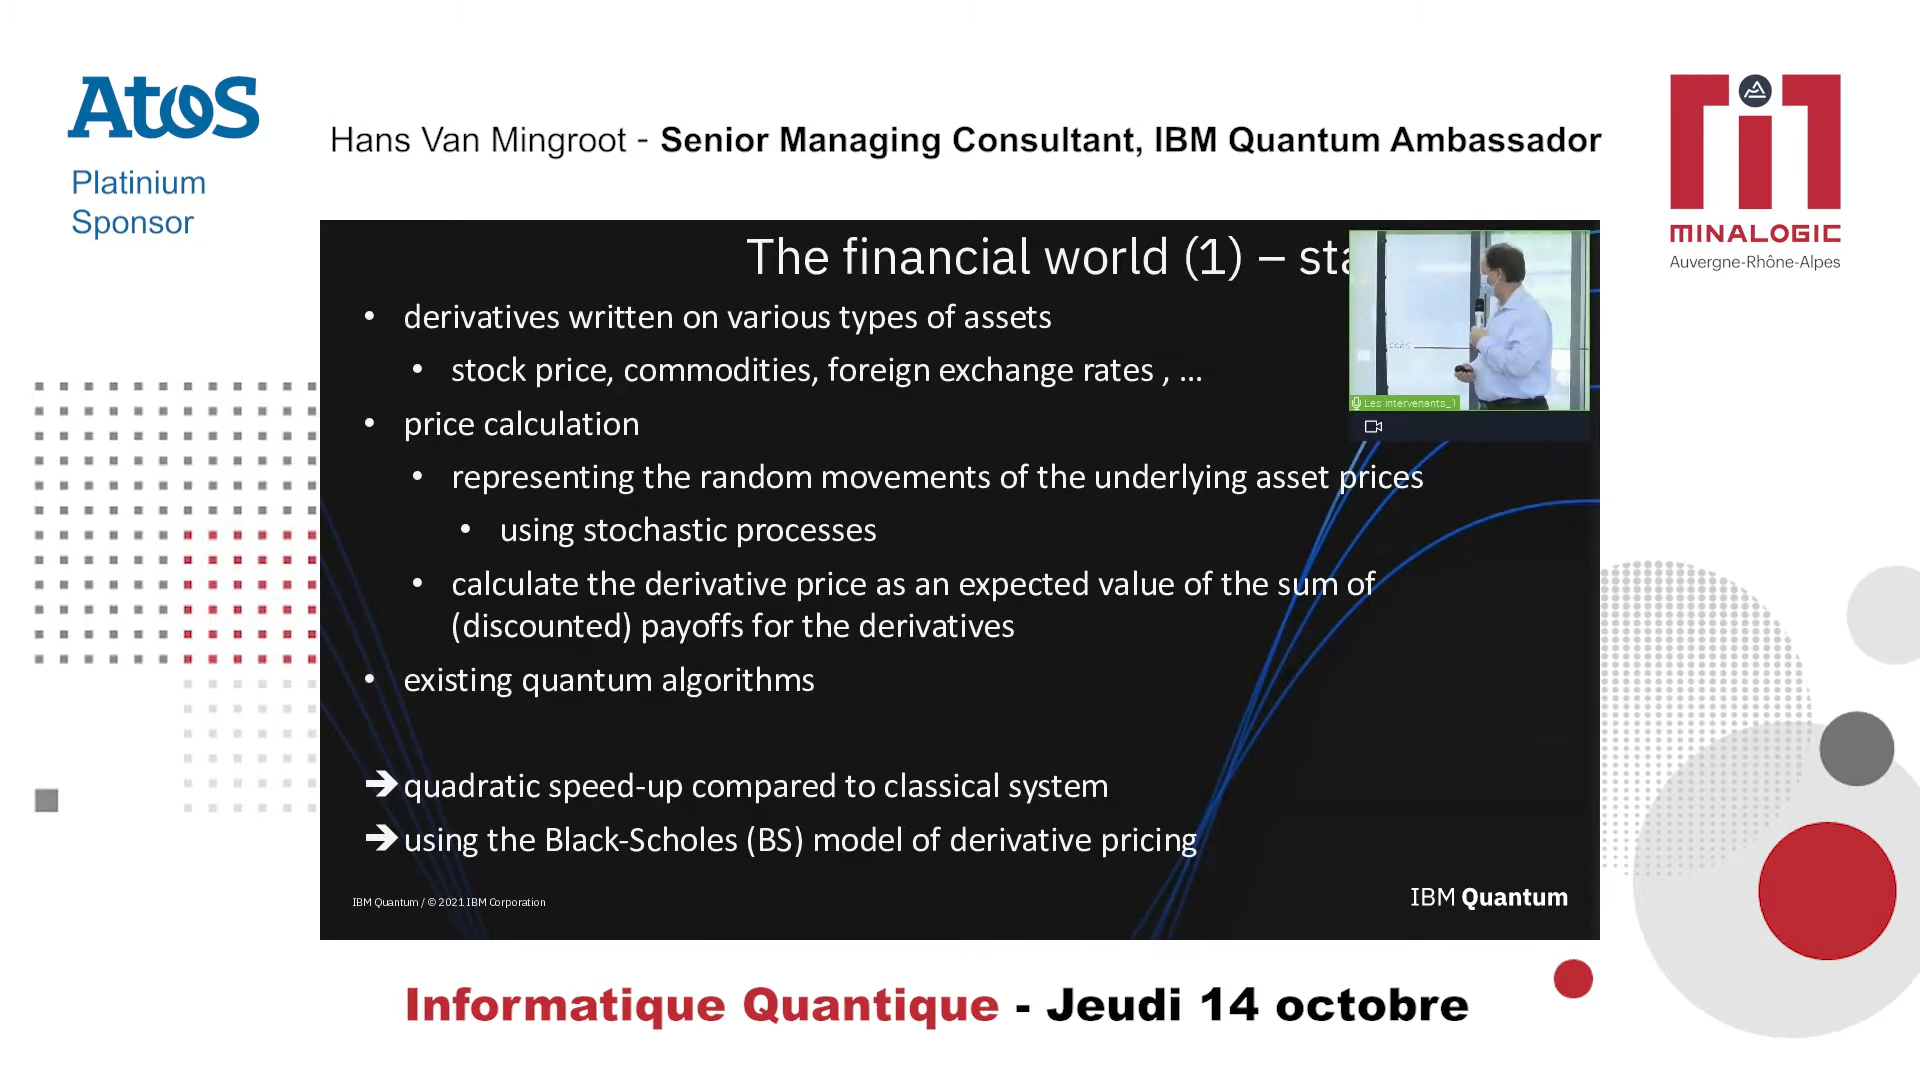 Atos
Platinium
Sponsor
Hans Van Mingroot - Senior Managing Consultant, IBM Quantum Ambassador
MINALOGIC
Auvergne-Rhône-Alpes
The financial world (1) –
• derivatives written on various types of assets
• stock price, commodities, foreign exchange rates , ...
• price calculation
• representing the random movements of the underlying asset prices
• using stochastic processes
• calculate the derivative price as an expected value of the sum of
(discounted) payoffs for the derivatives
• existing quantum algorithms
➔ quadratic speed-up compared to classical system
➔ using the Black-Scholes (BS) model of derivative pricing
Les intervenants_1
IBM Quantum / © 2021 IBM Corporation
IBM Quantum
Informatique Quantique - Jeudi 14 octobre